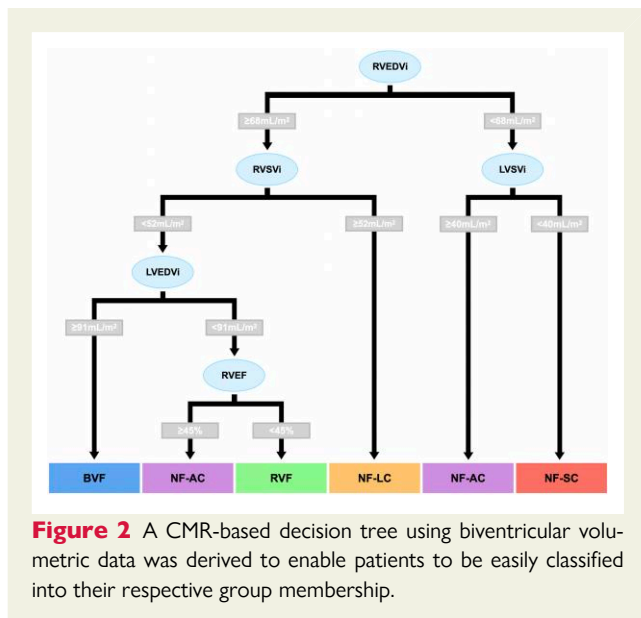 RVEDVi
≥68mL/m² <68mL/m²
RVSVi LVSVi
<52mL/m² ≥52mL/m² ≥40mL/m² <40mL/m²
LVEDVi
≥91mL/m² <91mL/m²
RVEF
≥45% <45%
BVF NF-AC RVF NF-LC NF-AC NF-SC
Figure 2 A CMR-based decision tree using biventricular volu-
metric data was derived to enable patients to be easily classified
into their respective group membership.